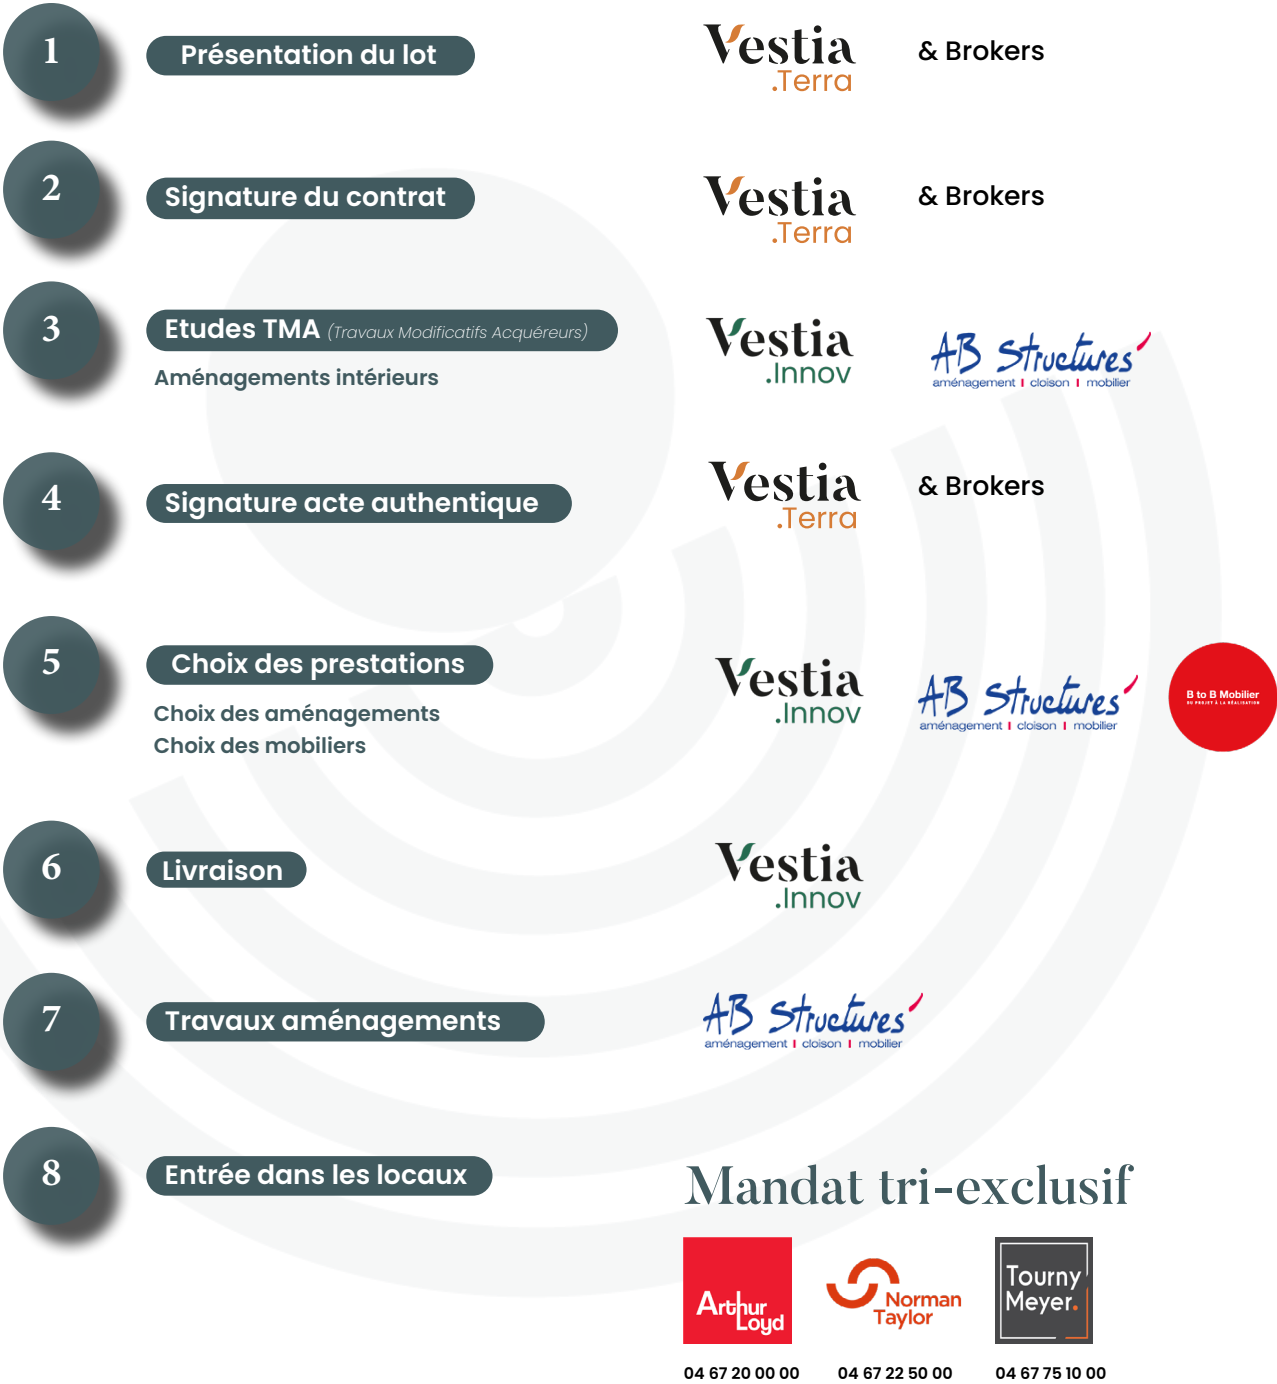 1
Présentation du lot
Vestia
.Terra
& Brokers
2
Signature du contrat
Vestia
.Terra
& Brokers
3
Etudes TMA (Travaux Modificatifs Acquéreurs)
Aménagements intérieurs
Vestia
.Innov
AB Structures
aménagement | cloison | mobilier
4
Signature acte authentique
Vestia
.Terra
& Brokers
5
Choix des prestations
Choix des aménagements
Choix des mobiliers
Vestia
.Innov
AB Structures
aménagement | cloison | mobilier
B to B Mobilier
DU PROJET À LA RÉALISATION
6
Livraison
Vestia
.Innov
7
Travaux aménagements
AB Structures
aménagement | cloison | mobilier
8
Entrée dans les locaux
Mandat tri-exclusif
Arthur
Loyd
Norman
Taylor
Tourny
Meyer.
04 67 20 00 00
04 67 22 50 00
04 67 75 10 00